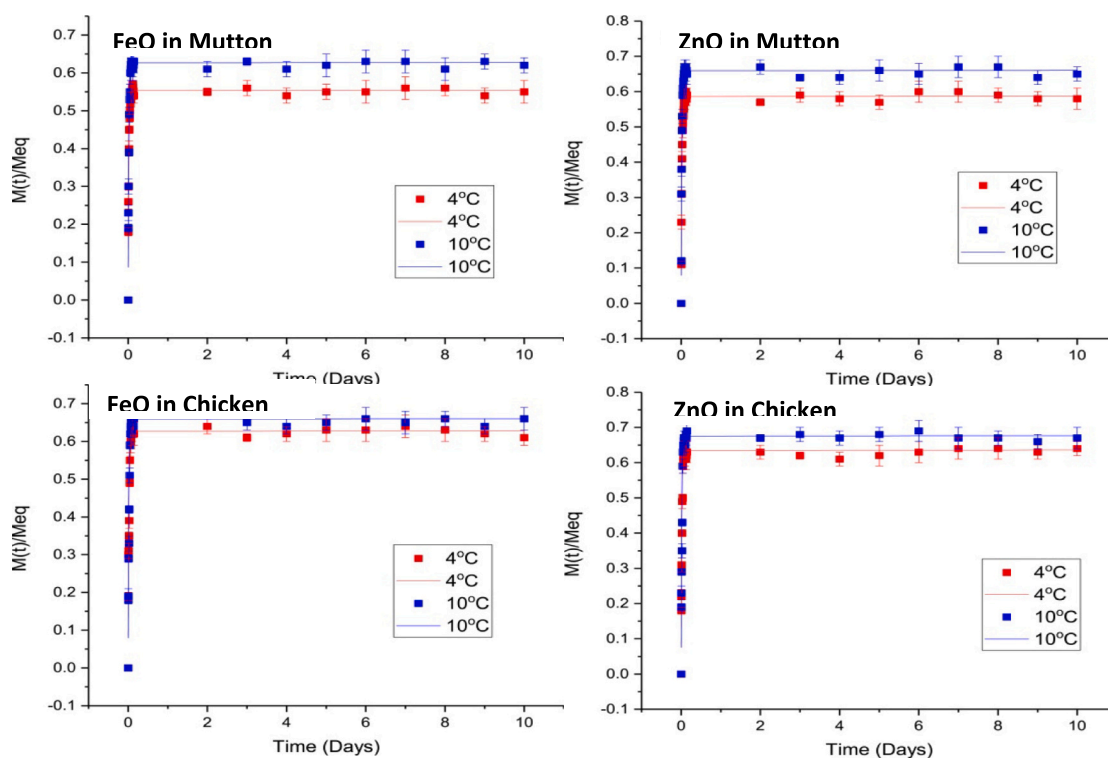 FeO in Mutton
0.7
0.6
0.5
0.4
0.3
0.2
0.1
0.0
-0.1
M(t)/Meq
4°C
4°C
10°C
10°C
0 2 4 6 8 10
Time (Days)
ZnO in Mutton
0.8
0.7
0.6
0.5
0.4
0.3
0.2
0.1
0.0
-0.1
M(t)/Meq
4°C
4°C
10°C
10°C
0 2 4 6 8 10
Time (Days)
FeO in Chicken
0.7
0.6
0.5
0.4
0.3
0.2
0.1
0.0
-0.1
M(t)/Meq
4°C
4°C
10°C
10°C
0 2 4 6 8 10
Time (Days)
ZnO in Chicken
0.8
0.7
0.6
0.5
0.4
0.3
0.2
0.1
0.0
-0.1
M(t)/Meq
4°C
4°C
10°C
10°C
0 2 4 6 8 10
Time (Days)